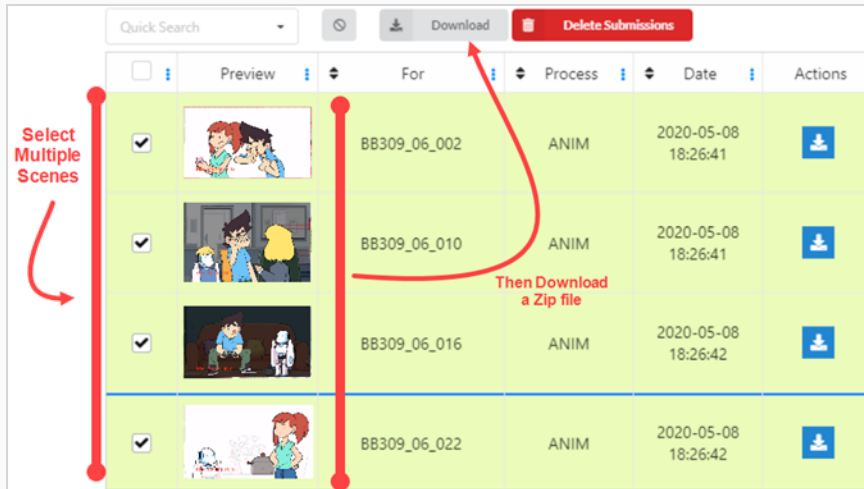 Quick Search
Download
Delete Submissions
Preview
For
Process
Date
Actions
Select
Multiple
Scenes
BB309_06_002
ANIM
2020-05-08
18:26:41
BB309_06_010
ANIM
2020-05-08
18:26:41
Then Download
a Zip file
BB309_06_016
ANIM
2020-05-08
18:26:42
BB309_06_022
ANIM
2020-05-08
18:26:42